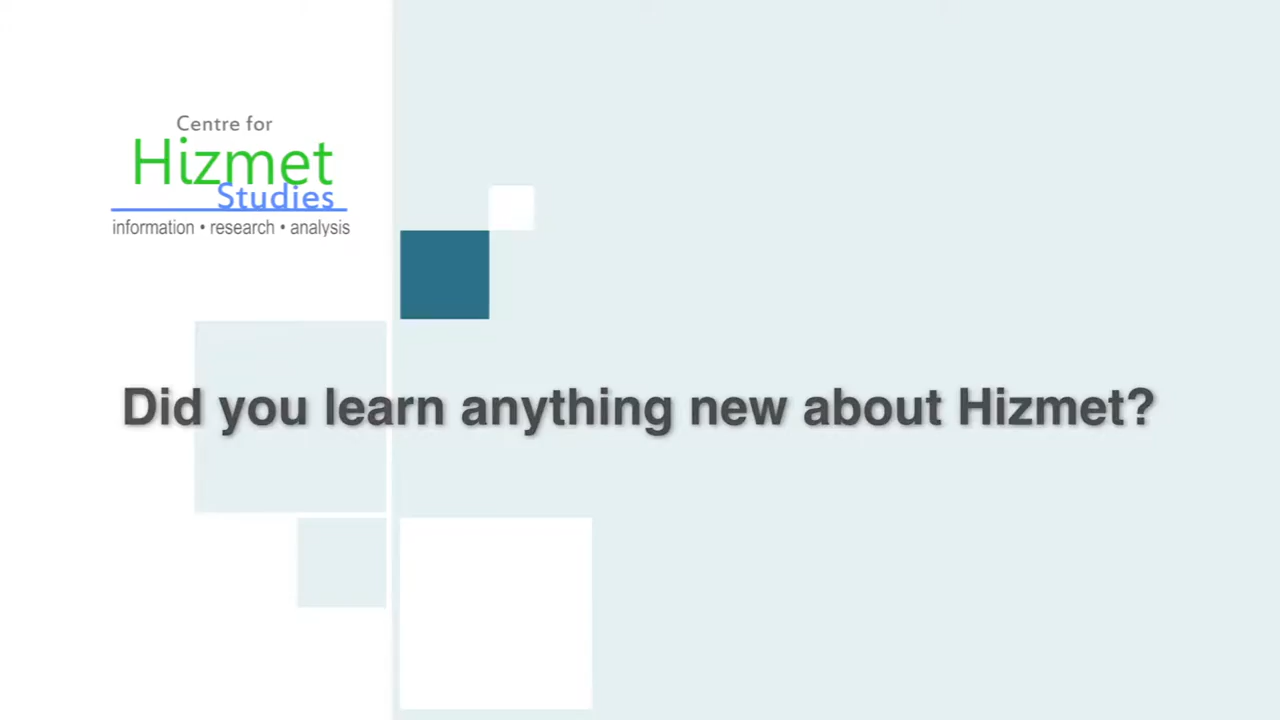 Centre for
Hizmet
Studies
information • research • analysis
Did you learn anything new about Hizmet?